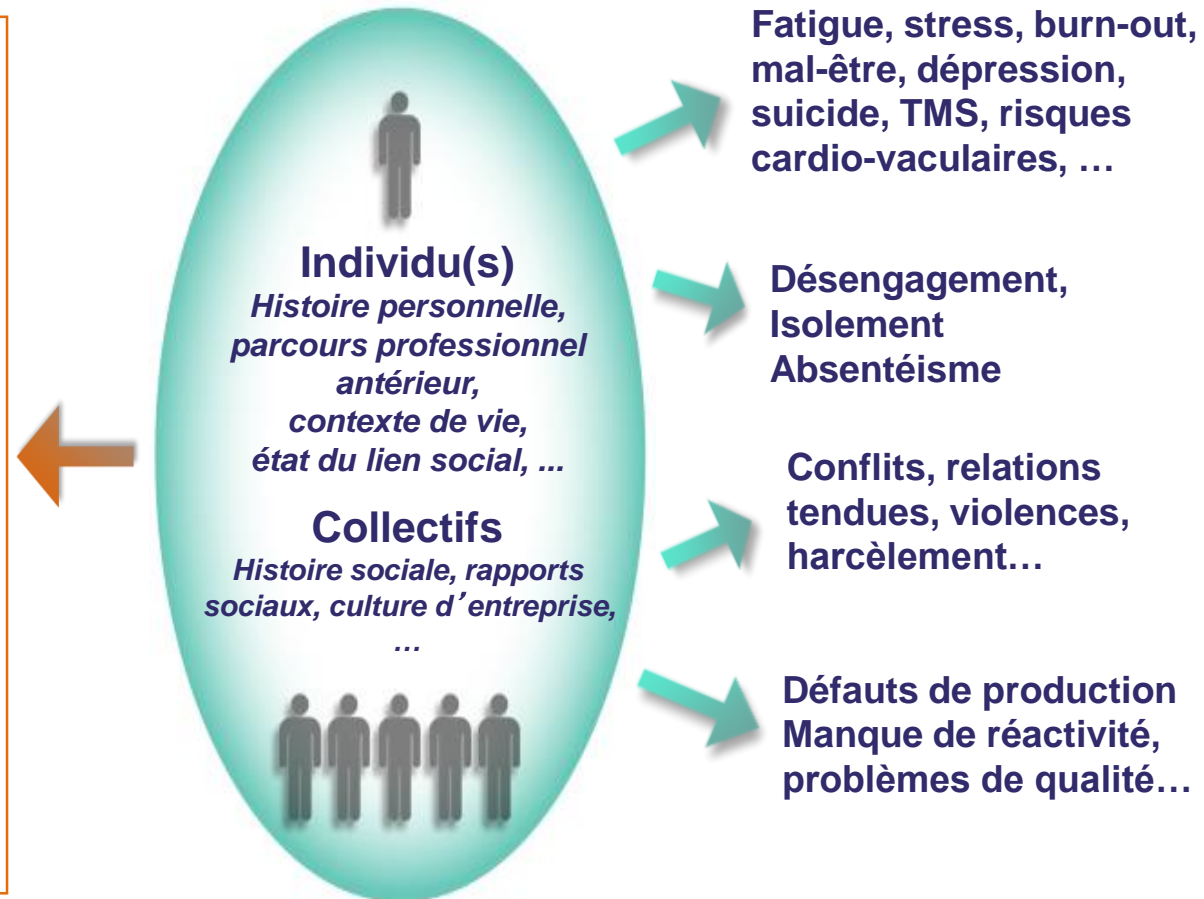 Fatigue, stress, burn-out,
mal-être, dépression,
suicide, TMS, risques
cardio-vaculaires, …
Individu(s)
Histoire personnelle,
parcours professionnel
antérieur,
contexte de vie,
état du lien social, ...
Désengagement,
Isolement
Absentéisme
Collectifs
Histoire sociale, rapports
sociaux, culture d’entreprise,
…
Conflits, relations
tendues, violences,
harcèlement…
Défauts de production
Manque de réactivité,
problèmes de qualité…